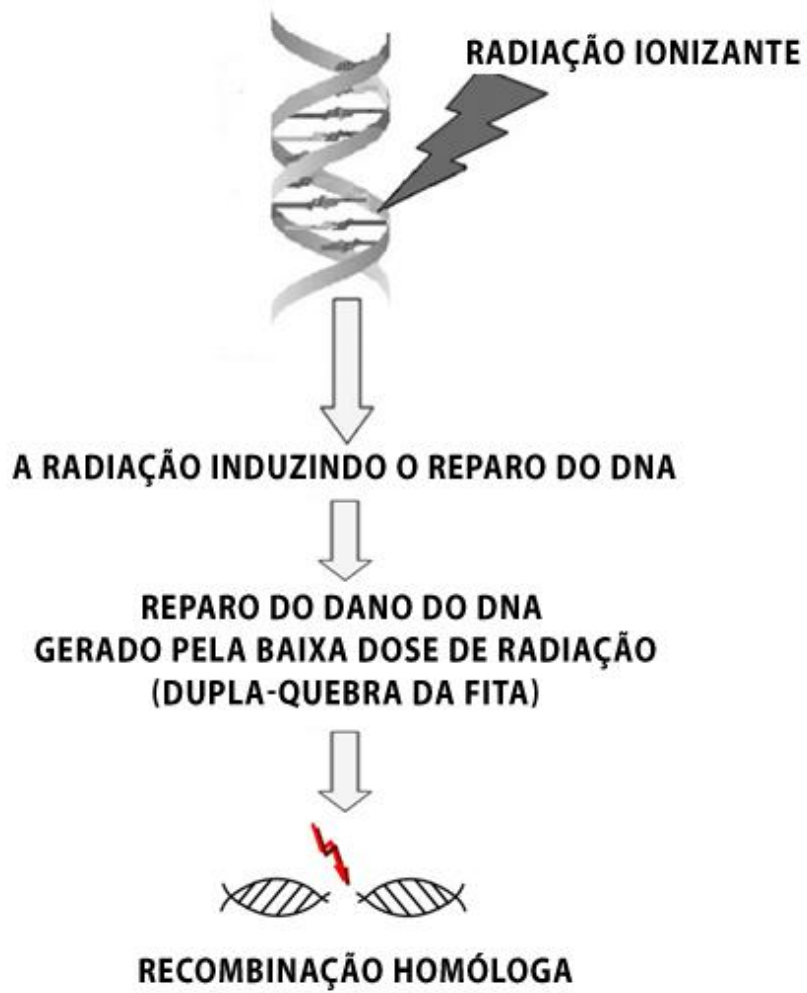 RADIAÇÃO IONIZANTE
A RADIAÇÃO INDUZINDO O REPARO DO DNA
REPARO DO DANO DO DNA
GERADO PELA BAIXA DOSE DE RADIAÇÃO
(DUPLA-QUEBRA DA FITA)
RECOMBINAÇÃO HOMÓLOGA